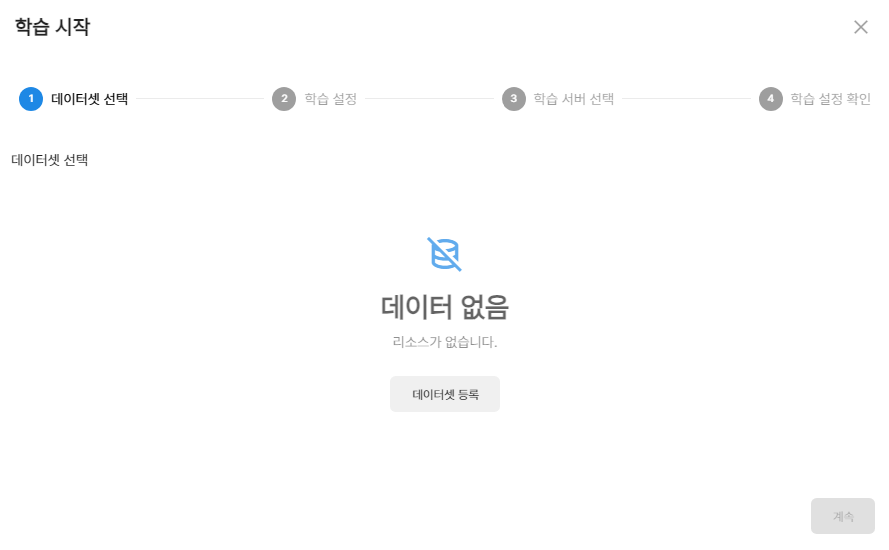 학습 시작
1 데이터셋 선택
2 학습 설정
3 학습 서버 선택
4 학습 설정 확인
데이터셋 선택
데이터 없음
리소스가 없습니다.
데이터셋 등록
계속